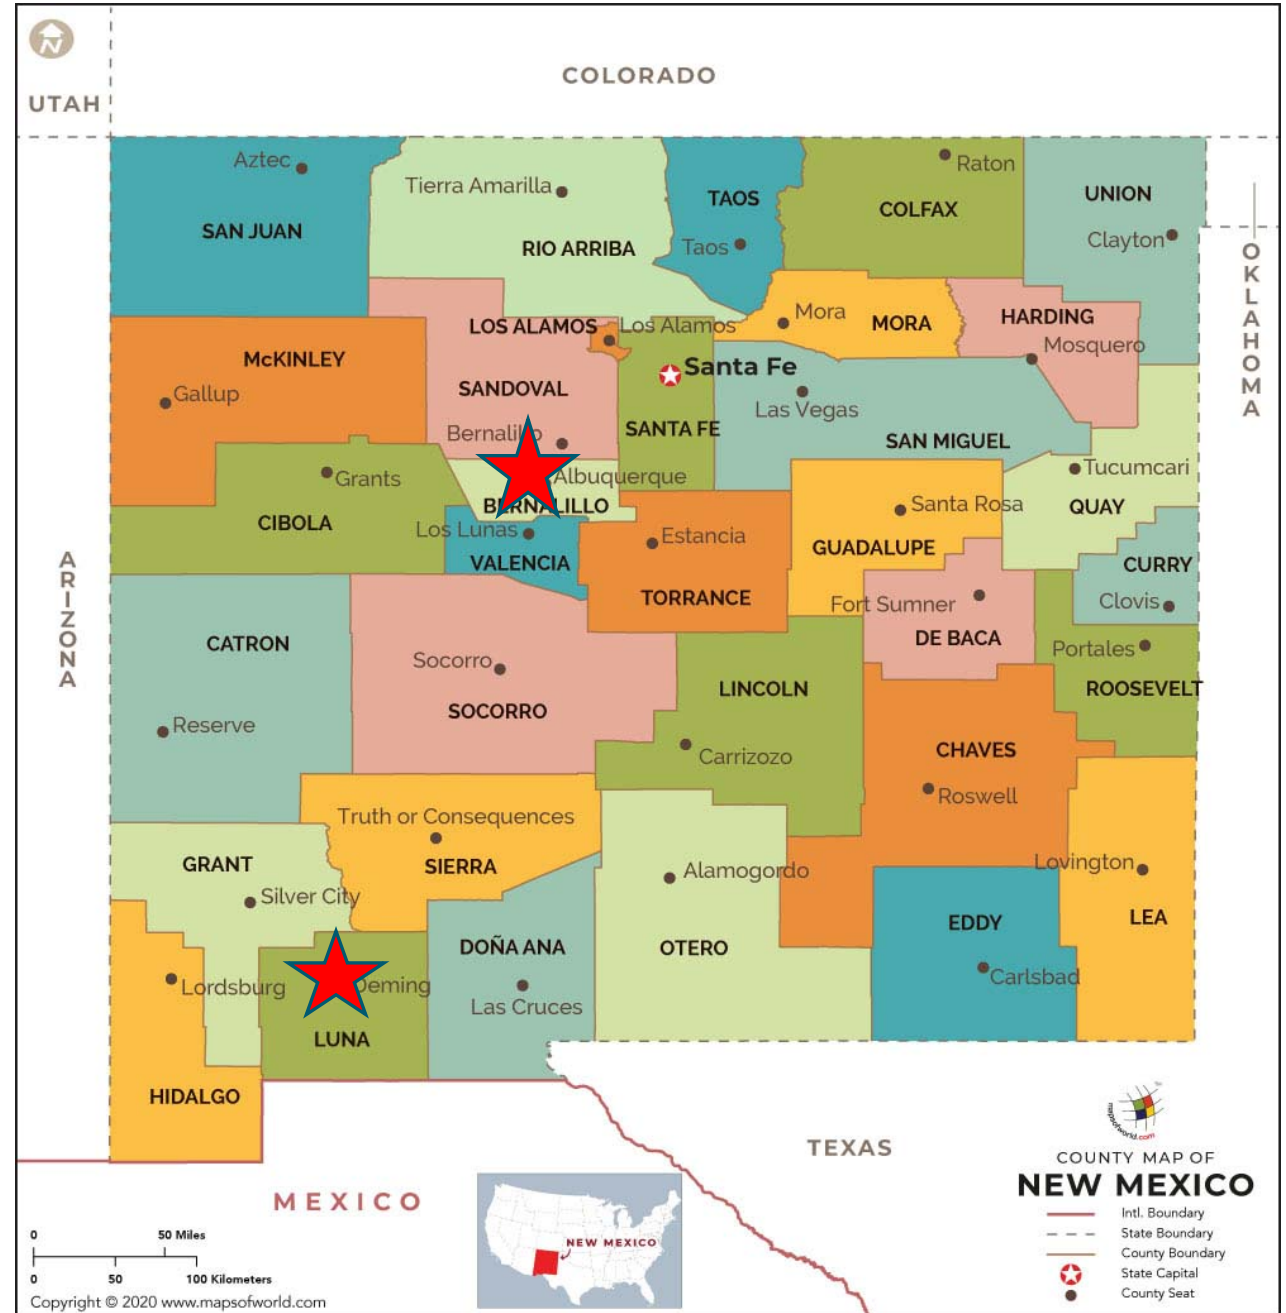 N
COLORADO
UTAH
Aztec
Raton
Tierra Amarilla
TAOS
UNION
SAN JUAN
COLFAX
RIO ARRIBA
Taos
Clayton
OKLAHOMA
Mora
LOS ALAMOS
Los Alamos
MORA
HARDING
Mosquero
McKINLEY
Santa Fe
Gallup
SANDOVAL
Las Vegas
Bernalillo
SANTA FE
SAN MIGUEL
Grants
Albuquerque
Tucumcari
BERNALILLO
Santa Rosa
QUAY
CIBOLA
Los Lunas
Estancia
GUADALUPE
VALENCIA
CURRY
ARIZONA
TORRANCE
Fort Sumner
Clovis
CATRON
DE BACA
Socorro
Portales
LINCOLN
ROOSEVELT
Reserve
SOCORRO
Carrizozo
CHAVES
Roswell
Truth or Consequences
GRANT
SIERRA
Alamogordo
Lovington
Silver City
LEA
EDDY
DOÑA ANA
OTERO
Lordsburg
Deming
Las Cruces
Carlsbad
LUNA
HIDALGO
TEXAS
MEXICO
mapsofworld.com
COUNTY MAP OF
NEW MEXICO
Intl. Boundary
State Boundary
County Boundary
State Capital
County Seat
NEW MEXICO
0 50 Miles
0 50 100 Kilometers
Copyright © 2020 www.mapsofworld.com